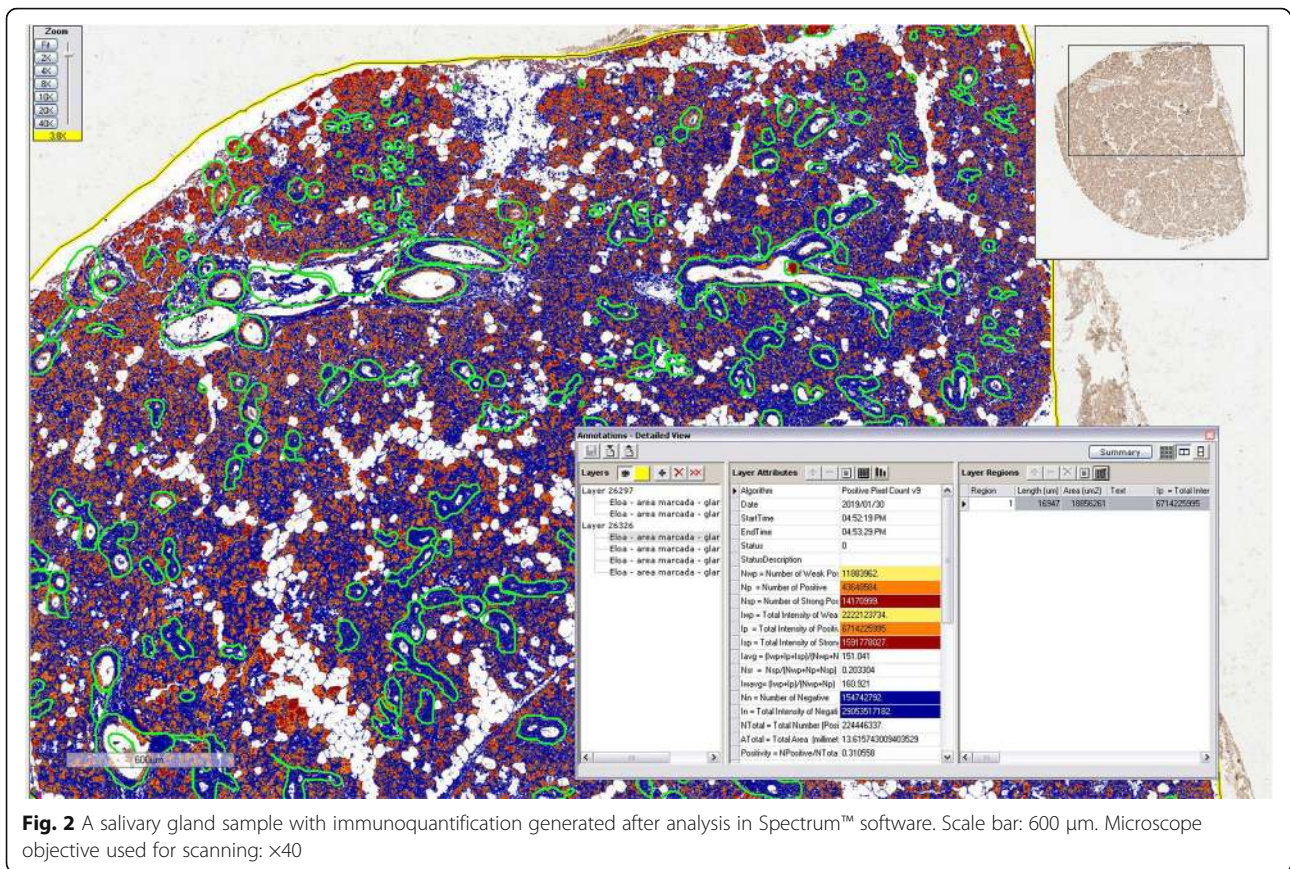 Zoom
Fit
2X
4X
8X
10X
20X
40X
3.8X
600um
Annotations - Detailed View
Summary
Layers
Layer 26297
Eloa - area marcada - glar
Eloa - area marcada - glar
Layer 26326
Eloa - area marcada - glar
Eloa - area marcada - glar
Eloa - area marcada - glar
Eloa - area marcada - glar
Layer Attributes
Algorithm Positive Pixel Count v9
Date 2019/01/30
StartTime 04:52:19 PM
EndTime 04:53:29 PM
Status 0
StatusDescription
Nwp = Number of Weak Pos 11883962.
Np = Number of Positive 43648584.
Nsp = Number of Strong Pos 14170999.
Iwp = Total Intensity of Wea 2222123734.
Ip = Total Intensity of Positiv 6714225995
Isp = Total Intensity of Strong 1591778027.
Iavg = (Iwp+Ip+Isp)/(Nwp+N 151.041
Nsr = Nsp/(Nwp+Np+Nsp) 0.203304
Iwavg= (Iwp+Ip)/(Nwp+Np) 160.921
Nn = Number of Negative 154742792.
In = Total Intensity of Negati 29053517182.
NTotal = Total Number (Posi 224446337.
ATotal = Total Area (millimet 13.615743009403529
Positivity = NPositive/NTota 0.310558
Layer Regions
Region Length (um) Area (um2) Text Ip = Total Inter
1 16947 18856261 6714225995
Fig. 2 A salivary gland sample with immunoquantification generated after analysis in Spectrum™ software. Scale bar: 600 μm. Microscope
objective used for scanning: ×40